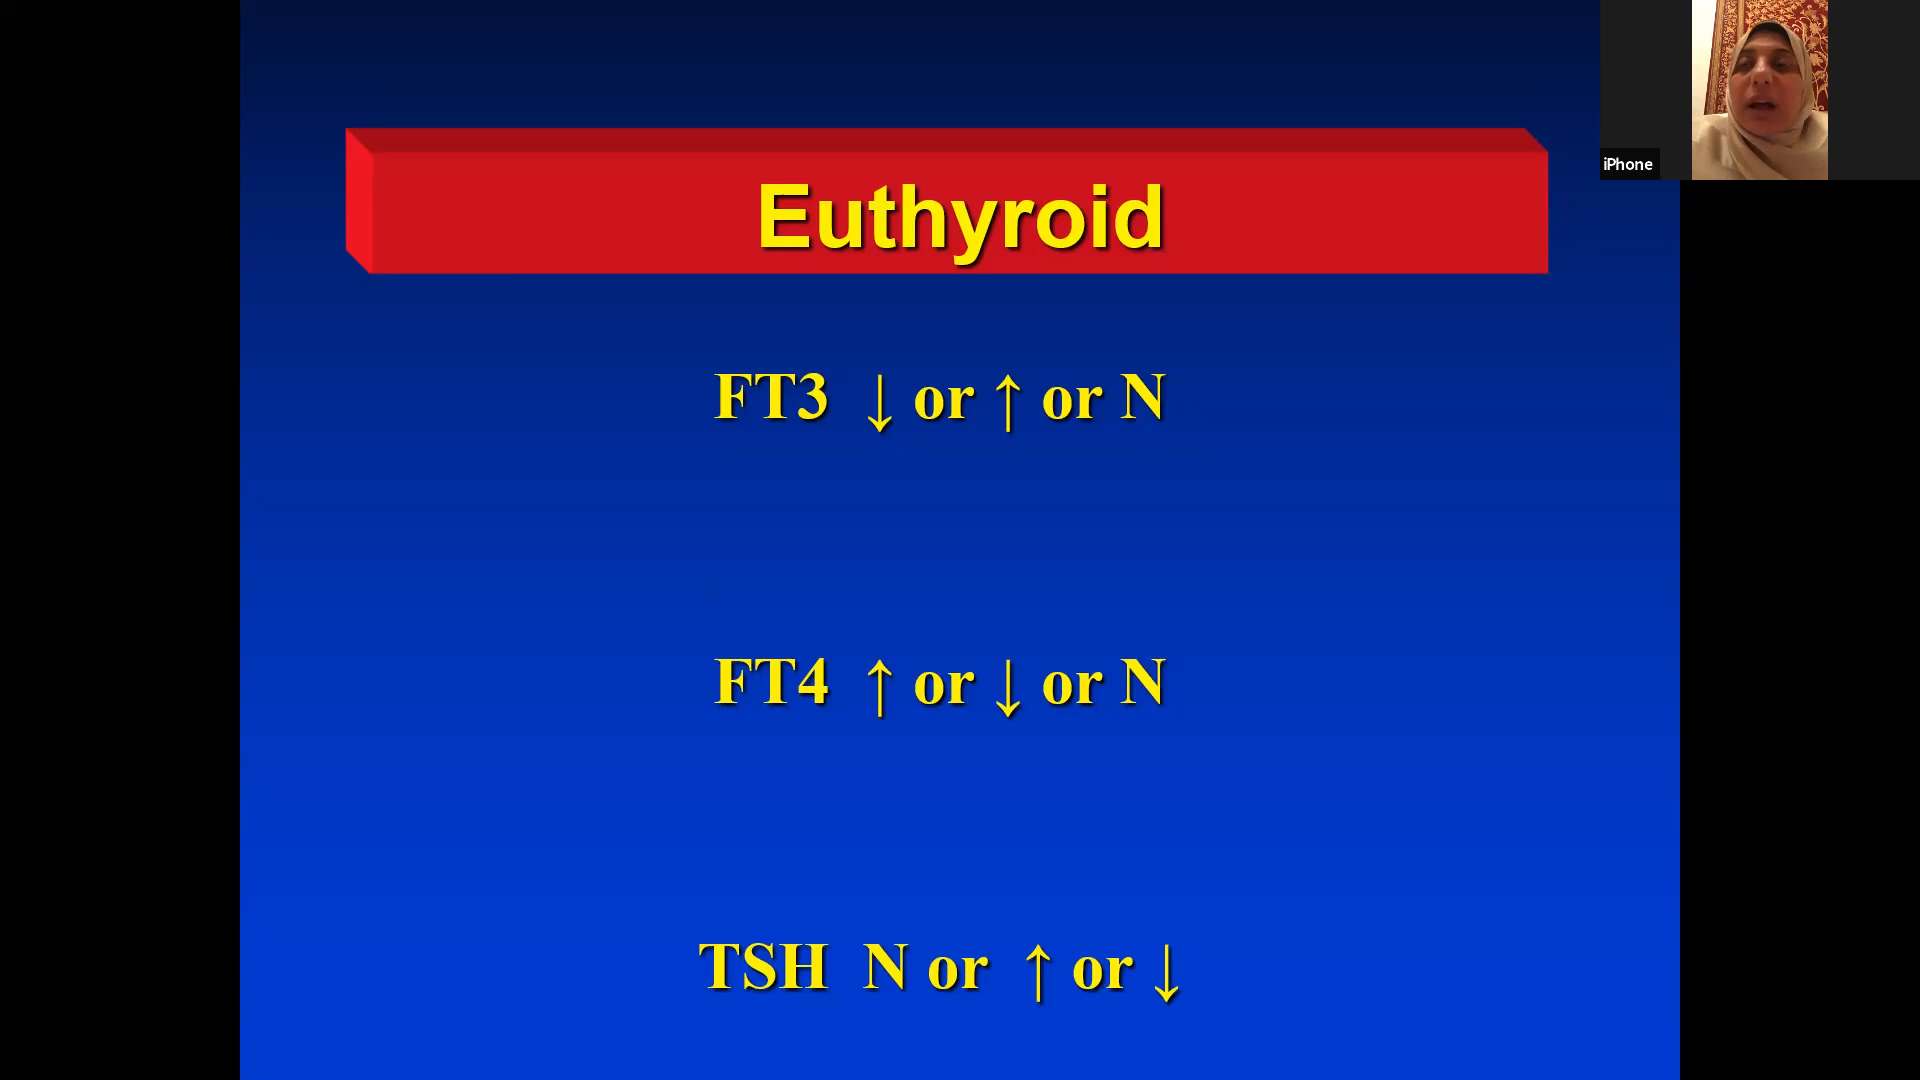 Euthyroid
iPhone
FT3 ↓ or ↑ or N
FT4 ↑ or ↓ or N
TSH N or ↑ or ↓